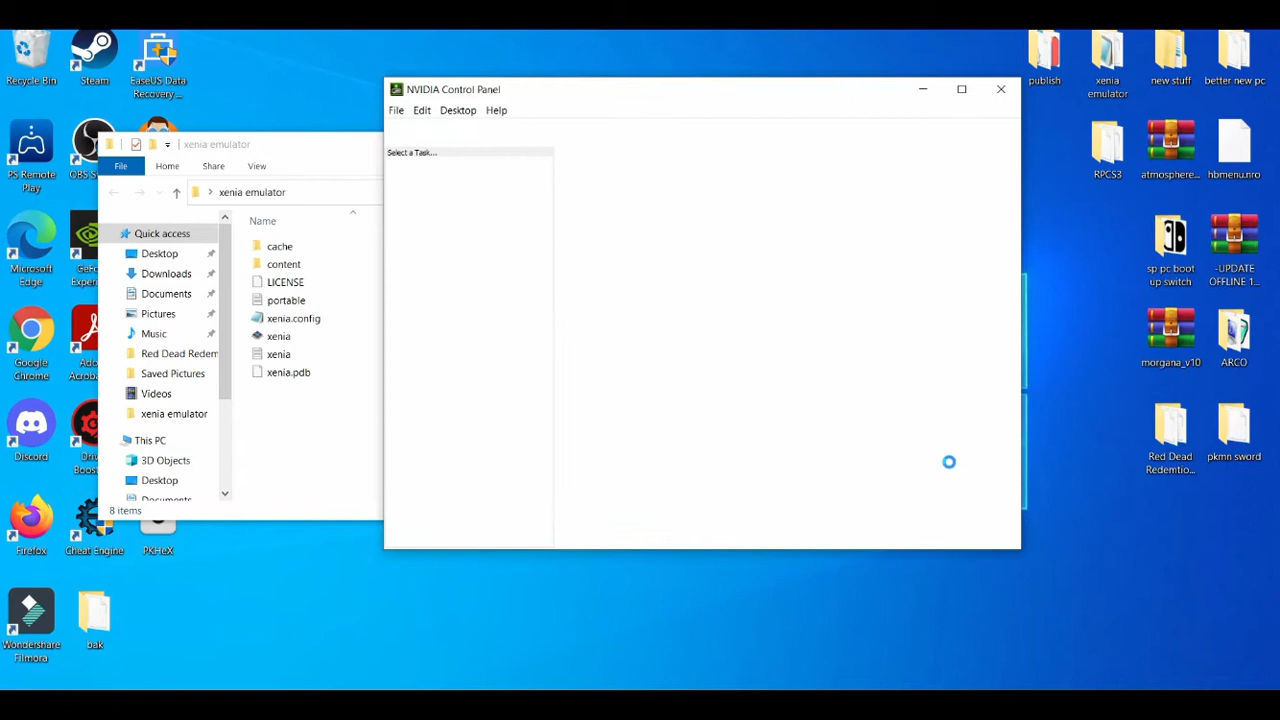 Recycle Bin
Steam
EaseUS Data
Recovery ...
PS Remote
Play
OBS S
Microsoft
Edge
GeF
Experi
Google
Chrome
Ado
Acroba
Discord
Driv
Boost
Firefox
Cheat Engine
PKHeX
Wondershare
Filmora
bak
xenia emulator
File
Home
Share
View
xenia emulator
Name
Quick access
Desktop
Downloads
Documents
Pictures
Music
Red Dead Redem
Saved Pictures
Videos
xenia emulator
This PC
3D Objects
Desktop
Documents
cache
content
LICENSE
portable
xenia.config
xenia
xenia
xenia.pdb
8 items
NVIDIA Control Panel
File
Edit
Desktop
Help
Select a Task...
publish
xenia
emulator
new stuff
better new pc
RPCS3
atmosphere...
hbmenu.nro
sp pc boot
up switch
-UPDATE
OFFLINE 1...
morgana_v10
ARCO
Red Dead
Redemtio...
pkmn sword